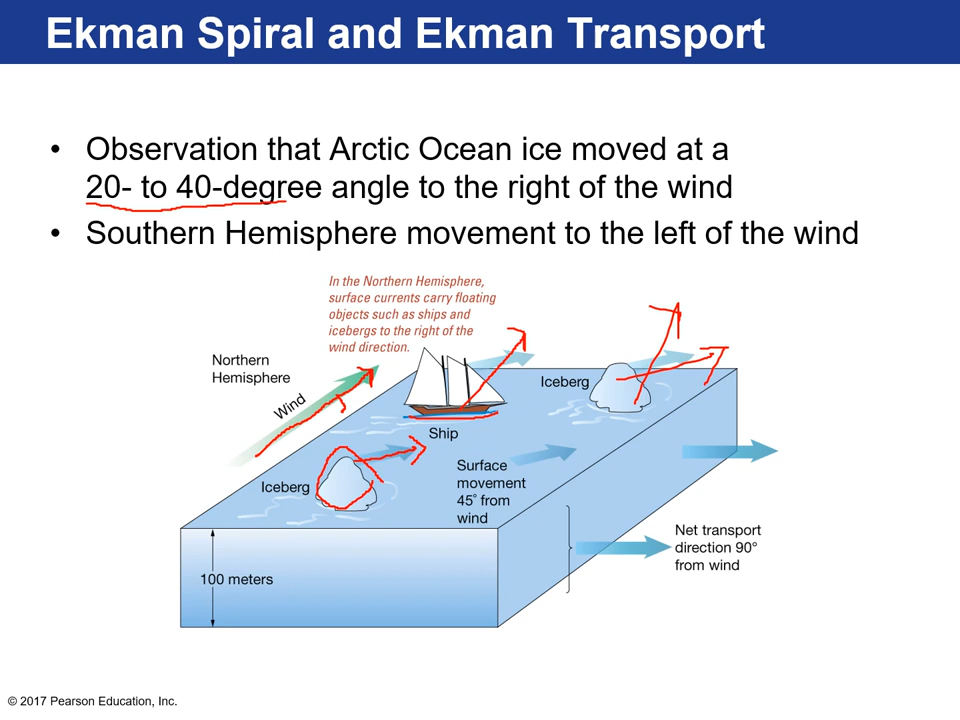 Ekman Spiral and Ekman Transport
• Observation that Arctic Ocean ice moved at a
20- to 40-degree angle to the right of the wind
• Southern Hemisphere movement to the left of the wind
In the Northern Hemisphere,
surface currents carry floating
objects such as ships and
icebergs to the right of the
wind direction.
Northern
Hemisphere
Wind
Iceberg
Ship
Iceberg
Surface
movement
45° from
wind
Net transport
direction 90°
from wind
100 meters
© 2017 Pearson Education, Inc.